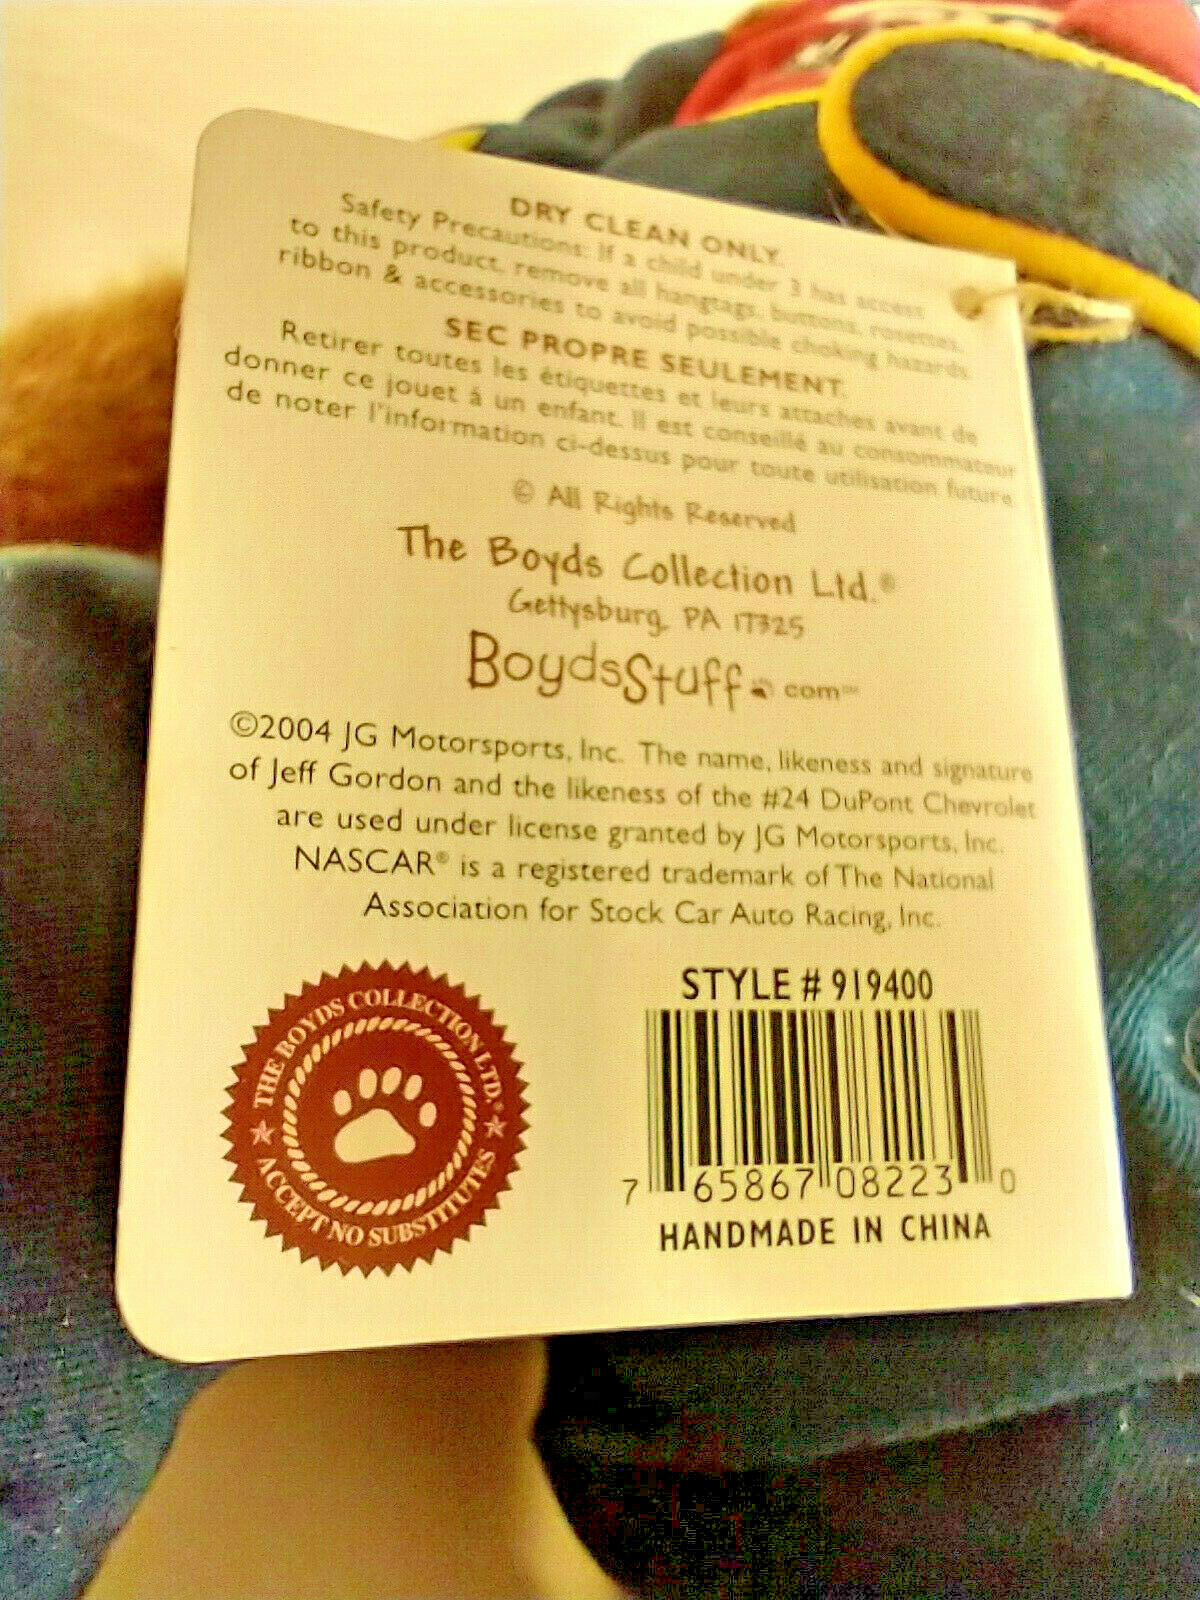 DRY CLEAN ONLY.
Safety Precautions: If a child under 3 has access
to this product, remove all hangtags, buttons, rosettes,
ribbon & accessories to avoid possible choking hazards.
SEC PROPRE SEULEMENT.
Retirer toutes les étiquettes et leurs attaches avant de
donner ce jouet à un enfant. Il est conseillé au consommateur
de noter l'information ci-dessus pour toute utilisation future.
© All Rights Reserved
The Boyds Collection Ltd.®
Gettysburg, PA 17325
BoydsStuff.com™
©2004 JG Motorsports, Inc. The name, likeness and signature
of Jeff Gordon and the likeness of the #24 DuPont Chevrolet
are used under license granted by JG Motorsports, Inc.
NASCAR® is a registered trademark of The National
Association for Stock Car Auto Racing, Inc.
THE BOYDS COLLECTION LTD.®
ACCEPT NO SUBSTITUTES
STYLE # 919400
7 65867 08223 0
HANDMADE IN CHINA